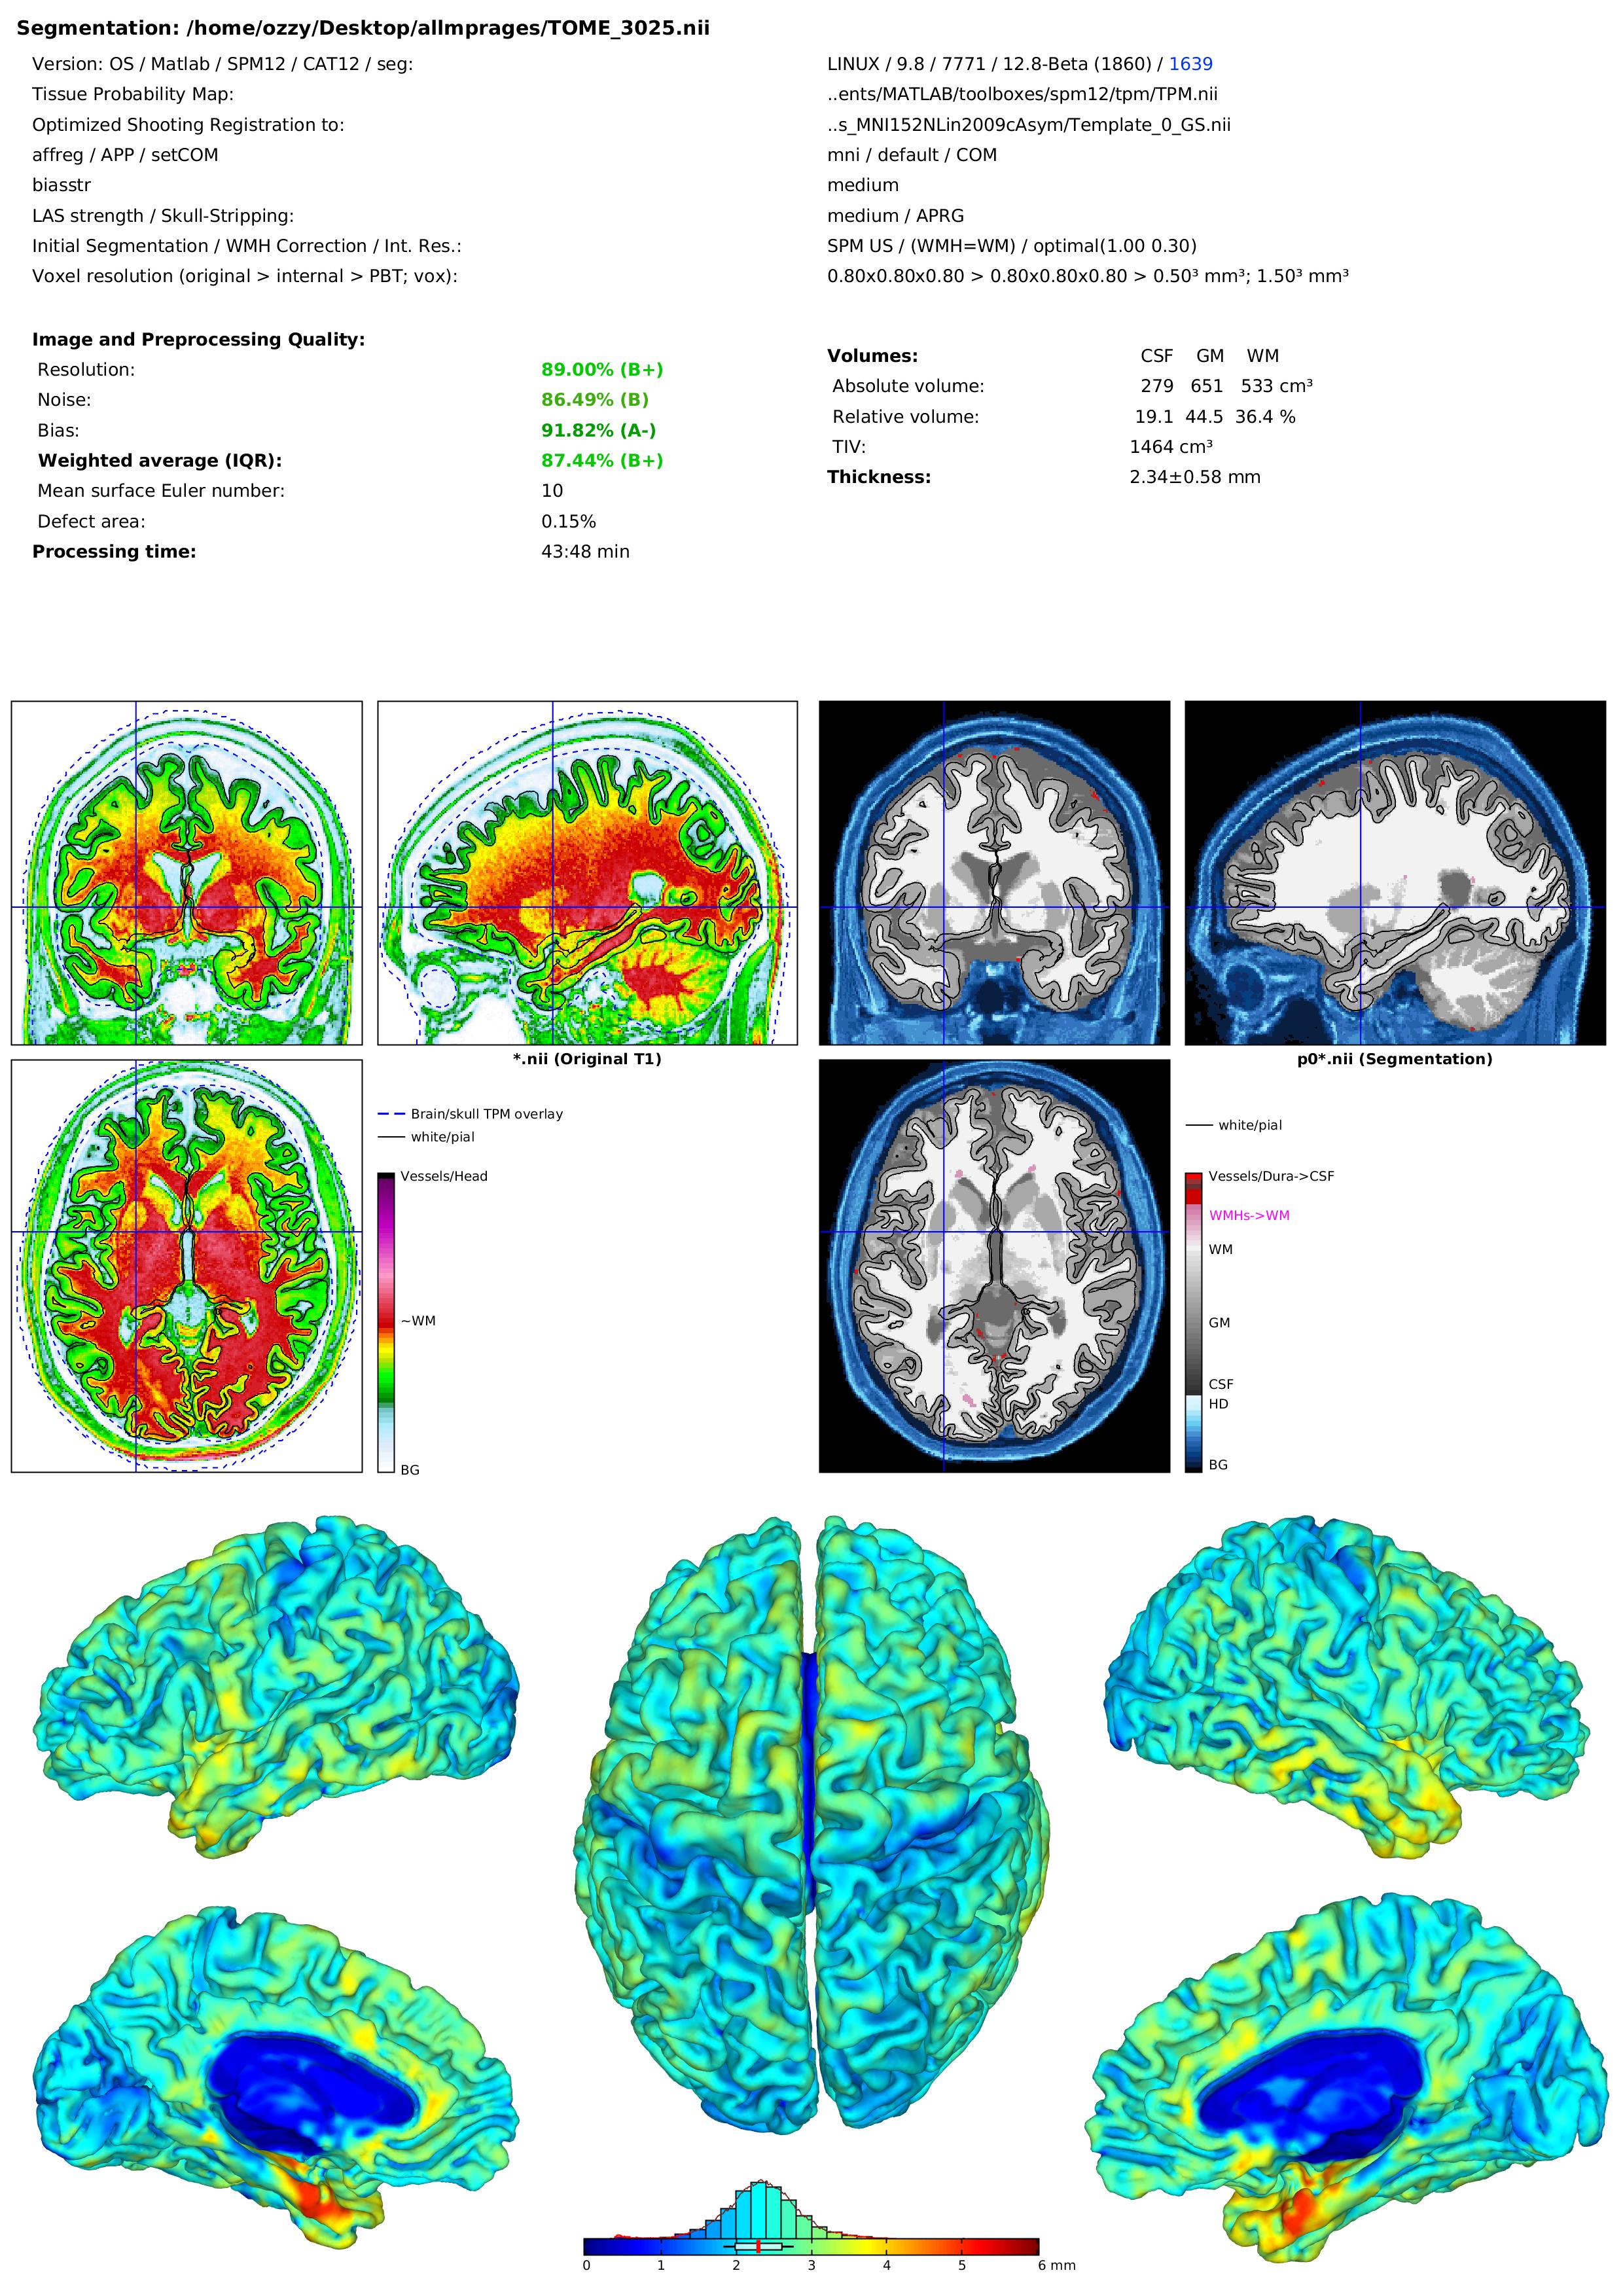 Segmentation: /home/ozzy/Desktop/allmprages/TOME_3025.nii
Version: OS / Matlab / SPM12 / CAT12 / seg: LINUX / 9.8 / 7771 / 12.8-Beta (1860) / 1639
Tissue Probability Map: ..ents/MATLAB/toolboxes/spm12/tpm/TPM.nii
Optimized Shooting Registration to: ..s_MNI152NLin2009cAsym/Template_0_GS.nii
affreg / APP / setCOM mni / default / COM
biasstr medium
LAS strength / Skull-Stripping: medium / APRG
Initial Segmentation / WMH Correction / Int. Res.: SPM US / (WMH=WM) / optimal(1.00 0.30)
Voxel resolution (original > internal > PBT; vox): 0.80x0.80x0.80 > 0.80x0.80x0.80 > 0.50³ mm³; 1.50³ mm³
Image and Preprocessing Quality:
Resolution: 89.00% (B+)
Noise: 86.49% (B)
Bias: 91.82% (A-)
Weighted average (IQR): 87.44% (B+)
Mean surface Euler number: 10
Defect area: 0.15%
Processing time: 43:48 min
Volumes: CSF GM WM
Absolute volume: 279 651 533 cm³
Relative volume: 19.1 44.5 36.4 %
TIV: 1464 cm³
Thickness: 2.34±0.58 mm
*.nii (Original T1)
Brain/skull TPM overlay
white/pial
Vessels/Head
~WM
BG
p0*.nii (Segmentation)
white/pial
Vessels/Dura->CSF
WMHs->WM
WM
GM
CSF
HD
BG
0 1 2 3 4 5 6 mm